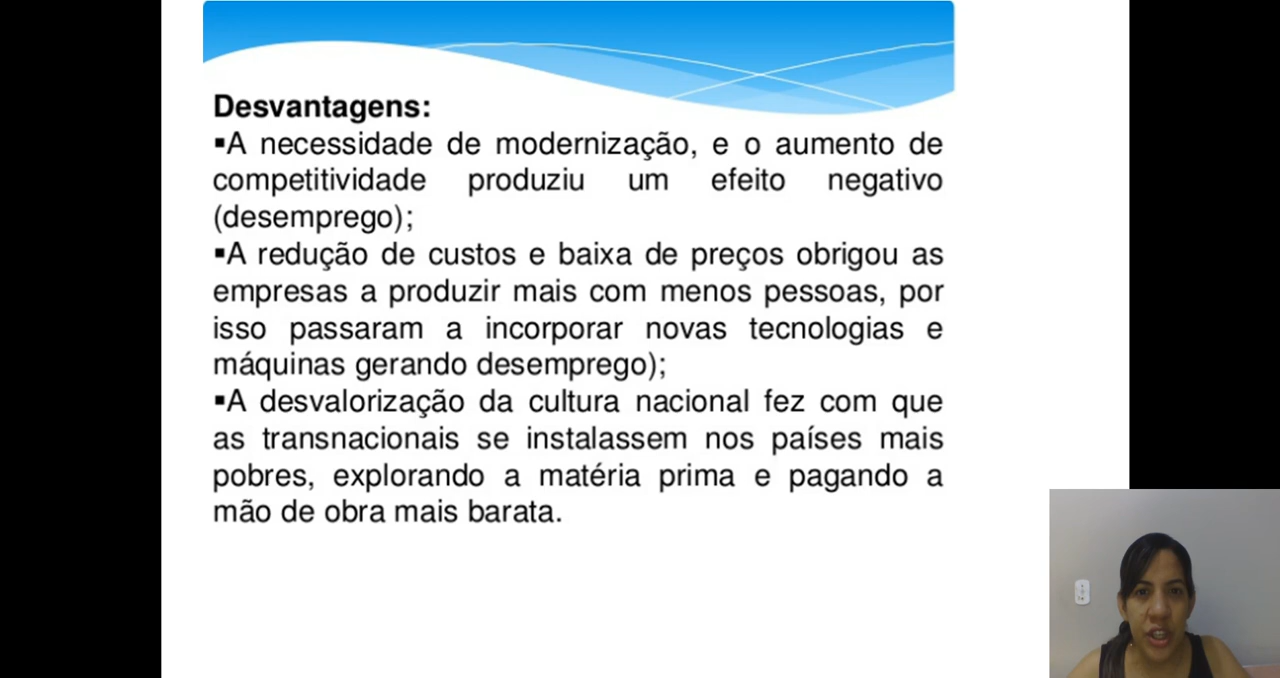 Desvantagens:
▪A necessidade de modernização, e o aumento de
competitividade produziu um efeito negativo
(desemprego);
▪A redução de custos e baixa de preços obrigou as
empresas a produzir mais com menos pessoas, por
isso passaram a incorporar novas tecnologias e
máquinas gerando desemprego);
▪A desvalorização da cultura nacional fez com que
as transnacionais se instalassem nos países mais
pobres, explorando a matéria prima e pagando a
mão de obra mais barata.